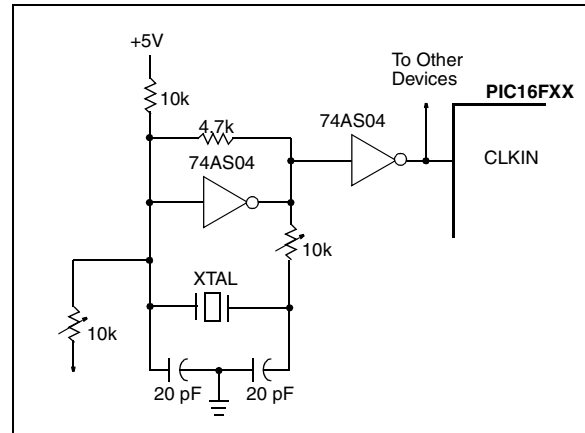 +5V
To Other
Devices
PIC16FXX
10k
4.7k
74AS04
74AS04
CLKIN
10k
XTAL
10k
20 pF
20 pF